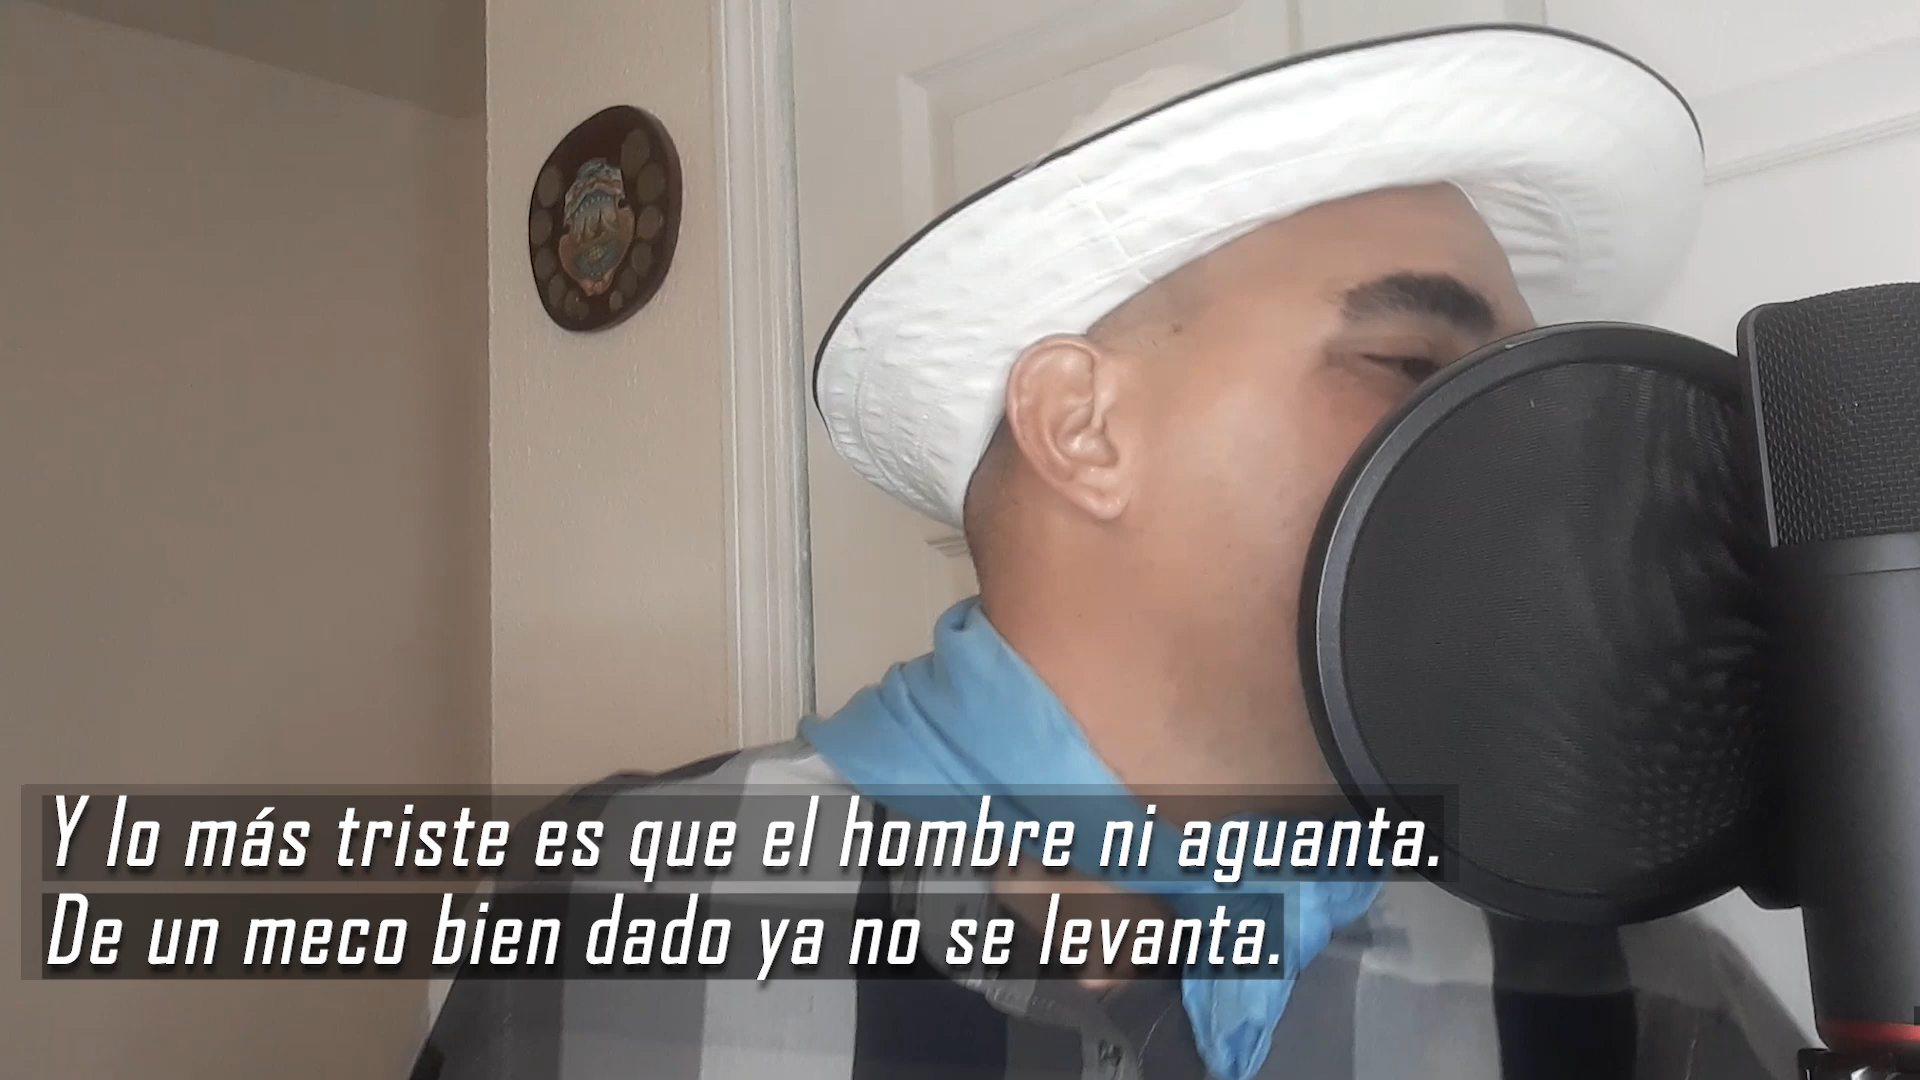 Y lo más triste es que el hombre ni aguanta.
De un meco bien dado ya no se levanta.